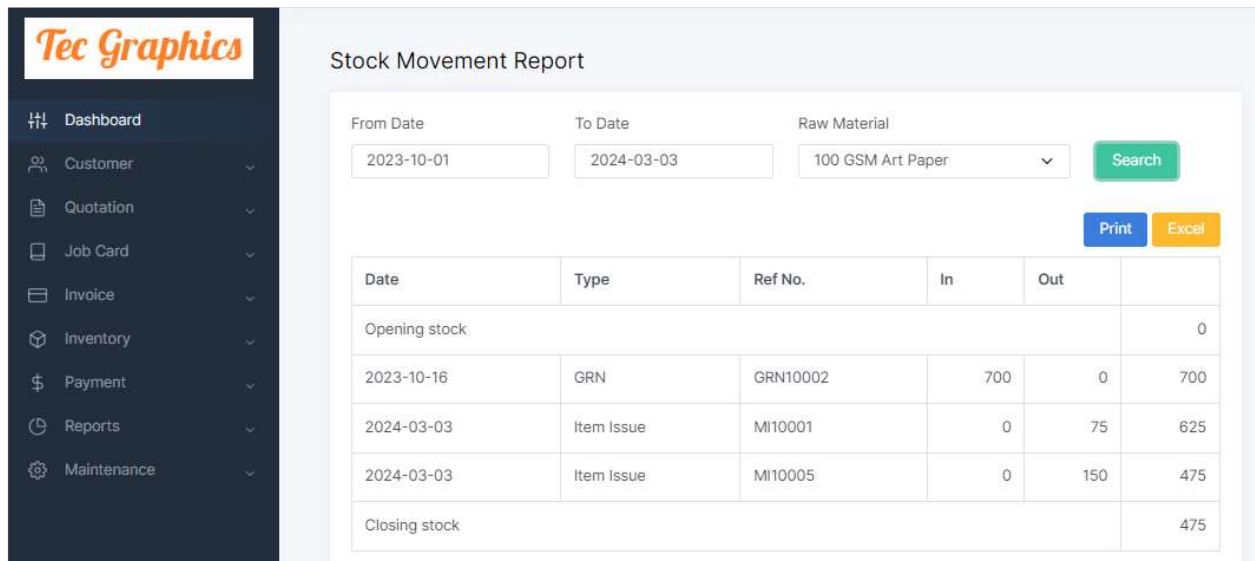 Tec Graphics
Dashboard
Customer
Quotation
Job Card
Invoice
Inventory
Payment
Reports
Maintenance
Stock Movement Report
From Date To Date Raw Material
2023-10-01 2024-03-03 100 GSM Art Paper Search
Print Excel
Date Type Ref No. In Out
Opening stock 0
2023-10-16 GRN GRN10002 700 0 700
2024-03-03 Item Issue MI10001 0 75 625
2024-03-03 Item Issue MI10005 0 150 475
Closing stock 475